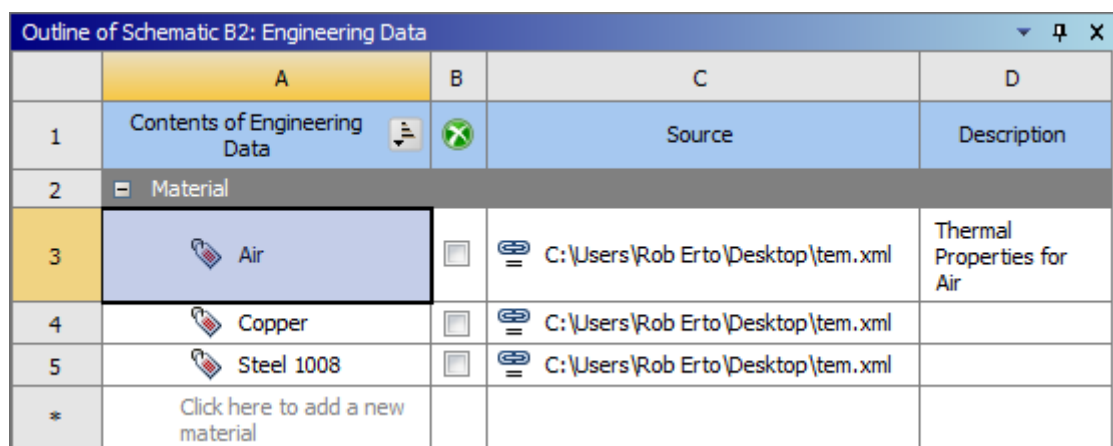 Outline of Schematic B2: Engineering Data
A B C D
1 Contents of Engineering Data Source Description
2 Material
3 Air C:\Users\Rob Erto\Desktop\tem.xml Thermal Properties for Air
4 Copper C:\Users\Rob Erto\Desktop\tem.xml
5 Steel 1008 C:\Users\Rob Erto\Desktop\tem.xml
* Click here to add a new material